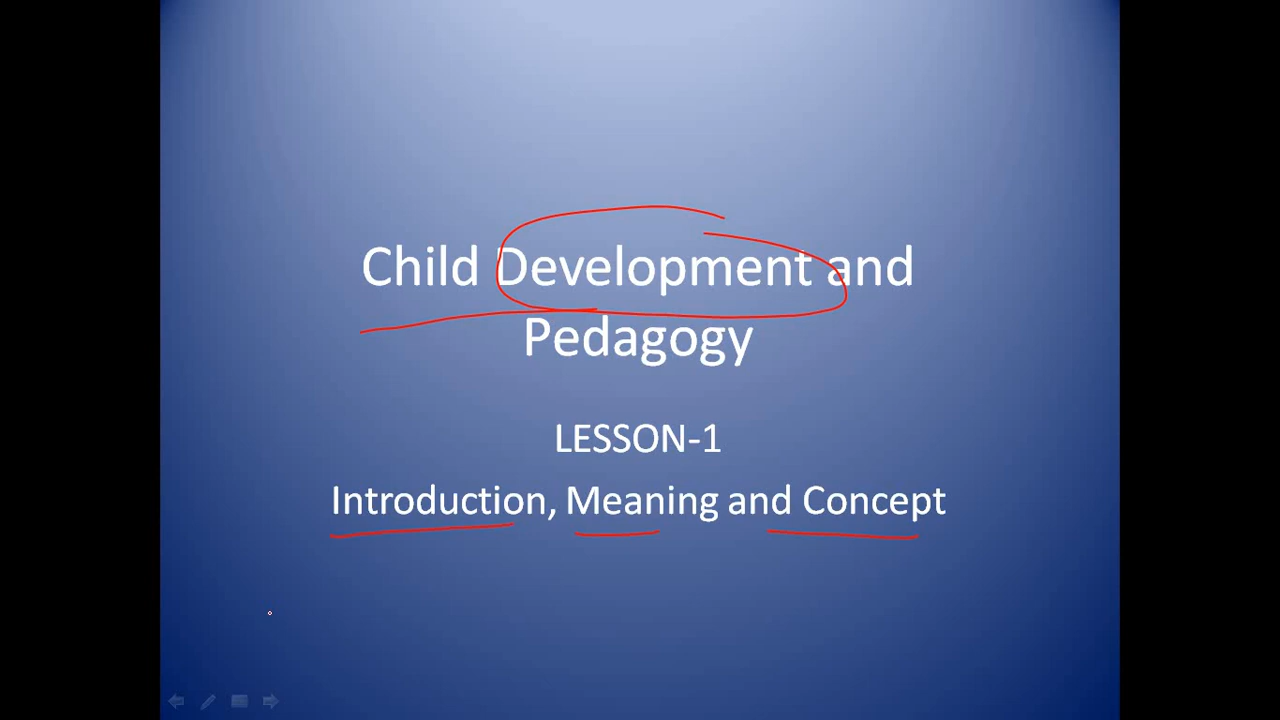 Child Development and
Pedagogy
LESSON-1
Introduction, Meaning and Concept